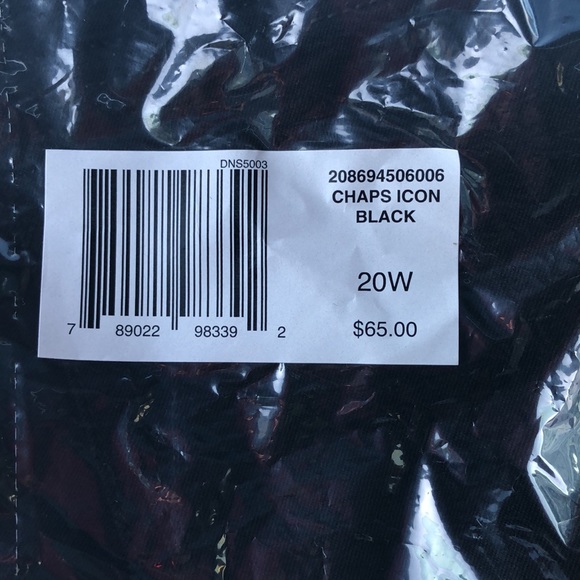 DNS5003
7 89022 98339 2
208694506006
CHAPS ICON
BLACK
20W
$65.00